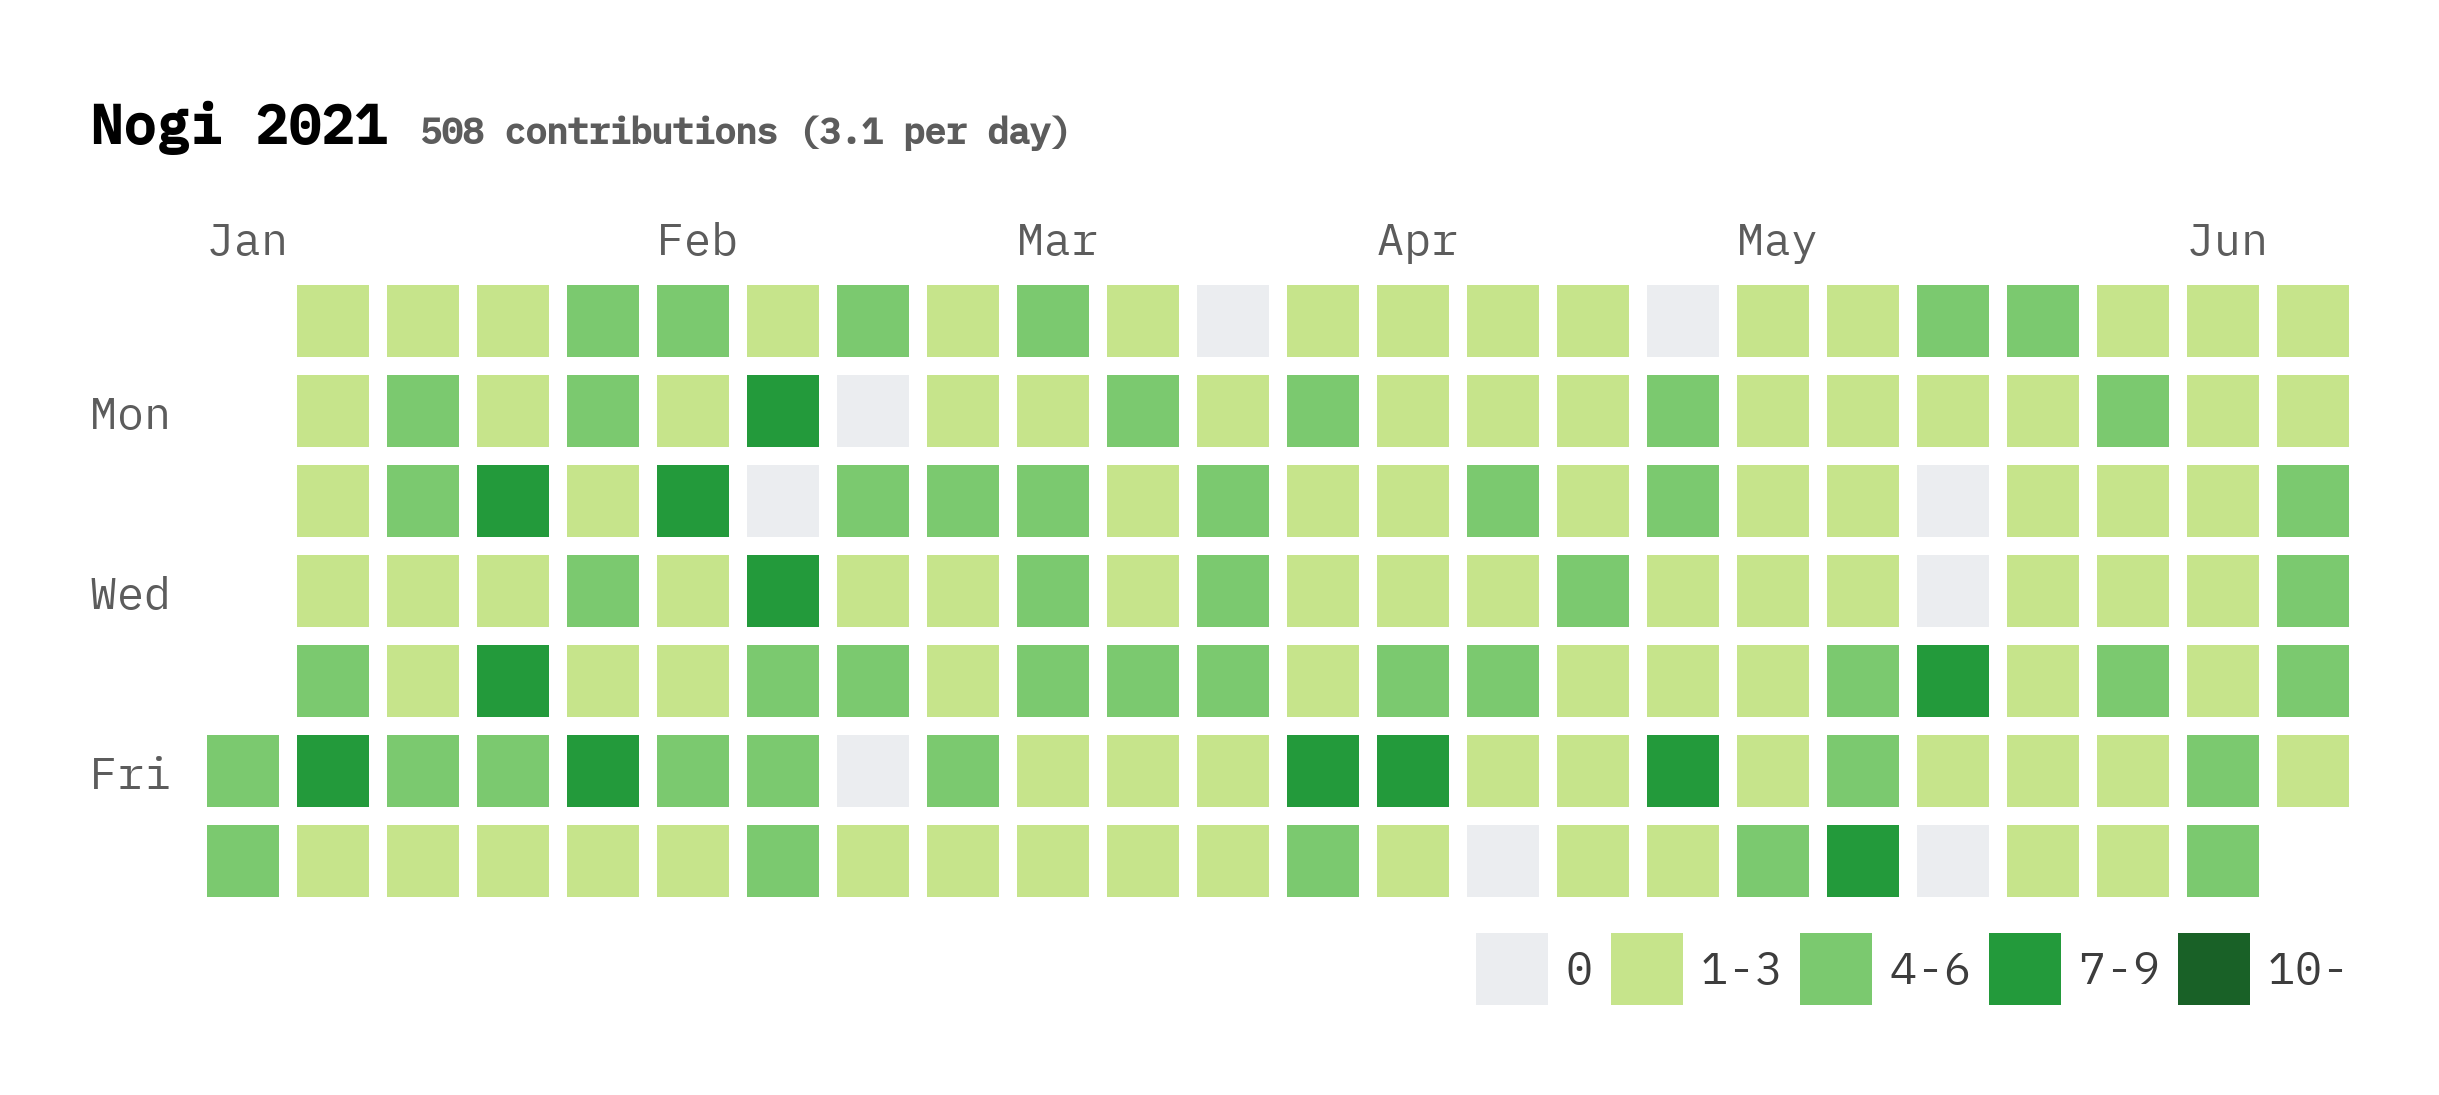 Nogi 2021 508 contributions (3.1 per day)
Jan Feb Mar Apr May Jun
Mon
Wed
Fri
0 1-3 4-6 7-9 10-